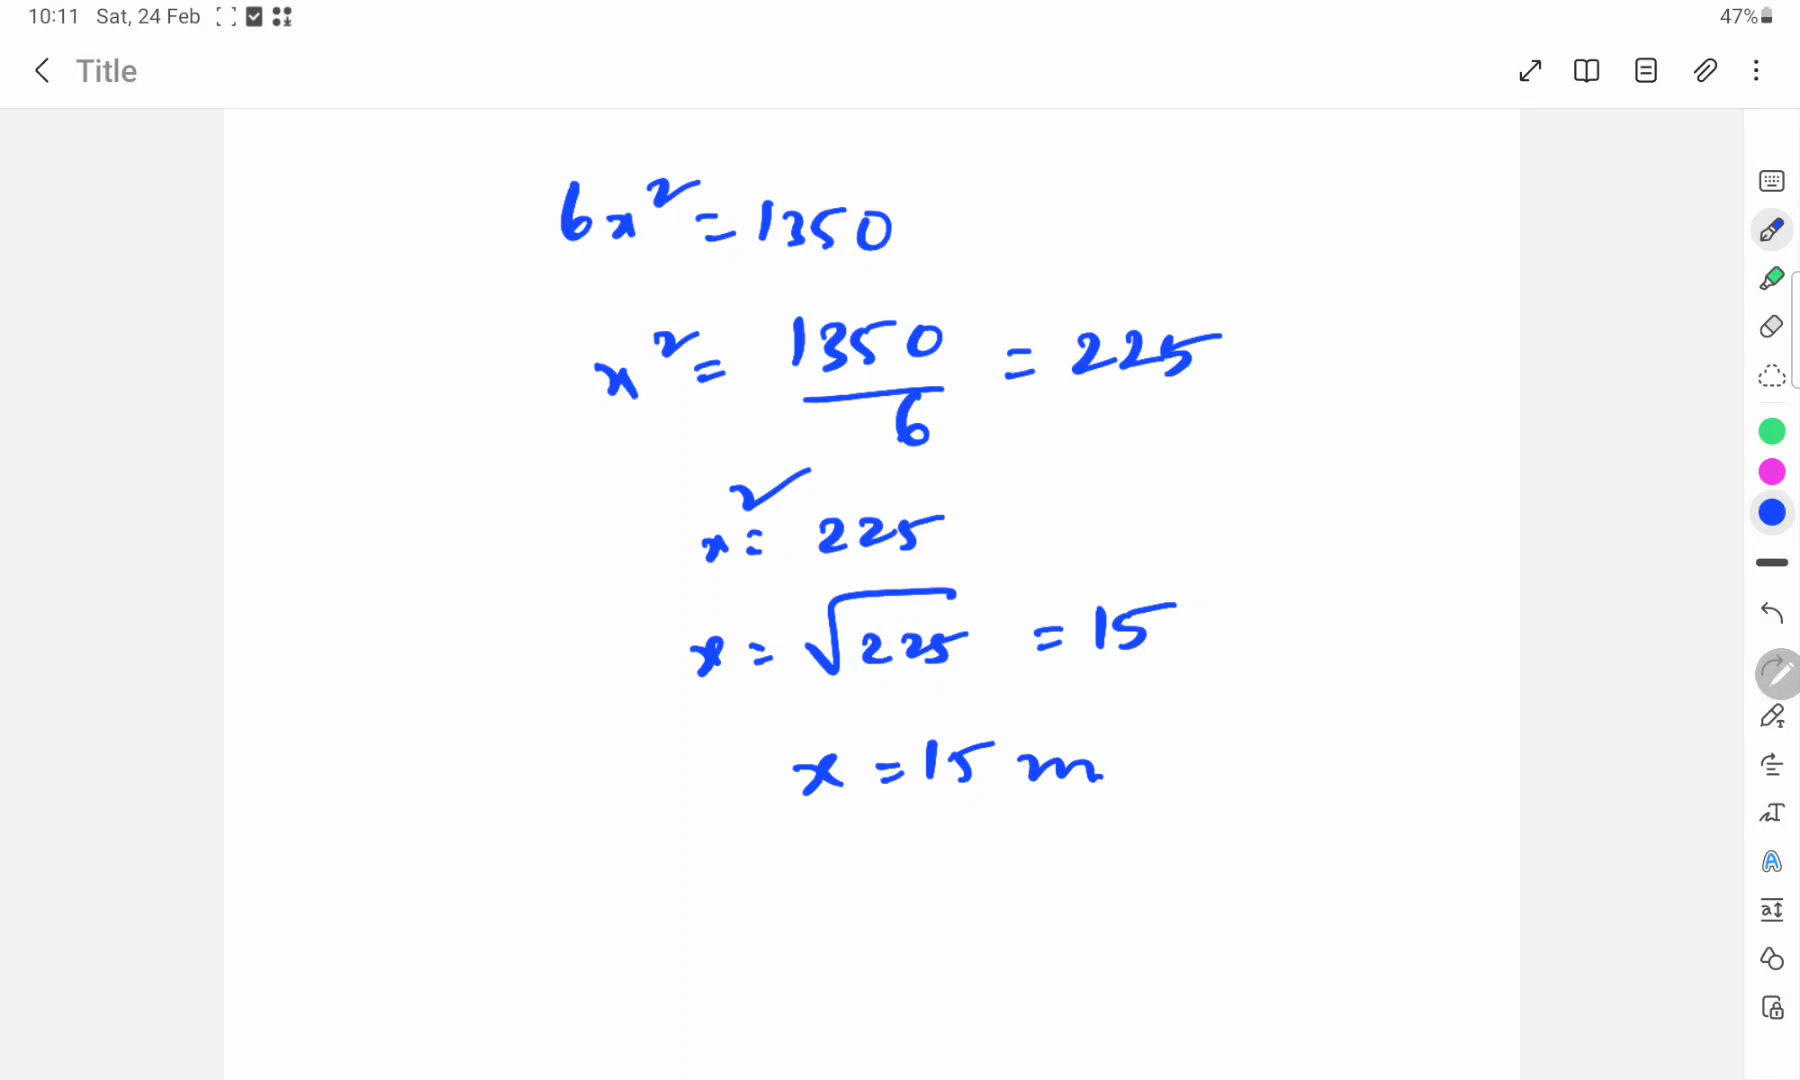 10:11 Sat, 24 Feb 47%
Title
6x² = 1350
x² = 1350/6 = 225
x² = 225
x = √225 = 15
x = 15 m